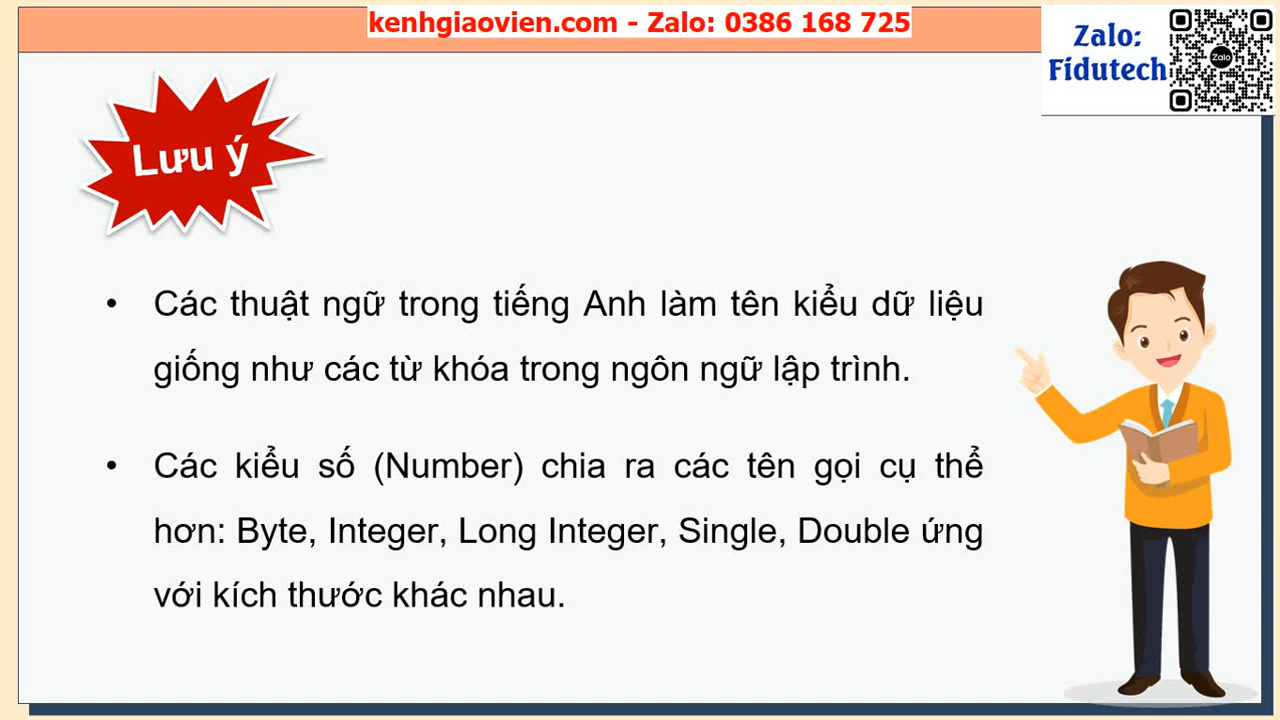 kenhgiaovien.com - Zalo: 0386 168 725
Zalo:
Fidutech
Zalo
Lưu ý
• Các thuật ngữ trong tiếng Anh làm tên kiểu dữ liệu
giống như các từ khóa trong ngôn ngữ lập trình.
• Các kiểu số (Number) chia ra các tên gọi cụ thể
hơn: Byte, Integer, Long Integer, Single, Double ứng
với kích thước khác nhau.